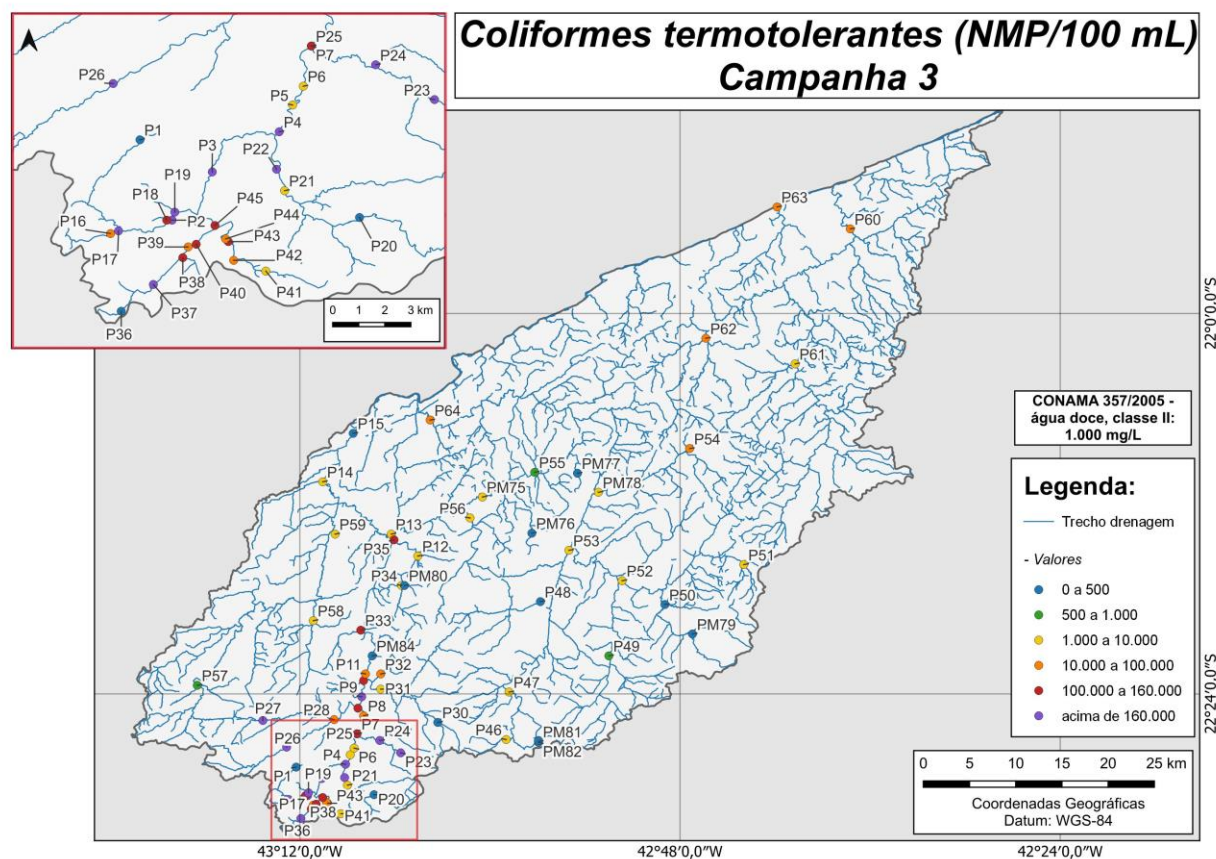 Coliformes termotolerantes (NMP/100 mL)
Campanha 3
P25
P7
P24
P26
P6
P23
P5
P1
P4
P3
P22
P19
P21
P18
P45
P44
P16
P2
P43
P20
P39
P17
P42
P38
P41
P40
P37
P36
0 1 2 3 km
P63
P60
22°0'0,0"S
P62
P61
CONAMA 357/2005 -
água doce, classe II:
1.000 mg/L
P64
P15
P54
P55
PM77
P14
PM78
PM75
P56
P59
P13
PM76
P35
P12
P53
P51
P34
PM80
P52
P48
P50
P58
P33
PM79
PM84
P49
P11
P32
P57
P9
P31
P47
22°24'0,0"S
P27
P28
P8
P30
P7
PM81
P25
P24
P46
P26
PM82
P4
P6
P23
P1
P19
P21
P17
P43
P20
P38
P41
P36
Legenda:
Trecho drenagem
- Valores
0 a 500
500 a 1.000
1.000 a 10.000
10.000 a 100.000
100.000 a 160.000
acima de 160.000
0 5 10 15 20 25 km
Coordenadas Geográficas
Datum: WGS-84
43°12'0,0"W
42°48'0,0"W
42°24'0,0"W